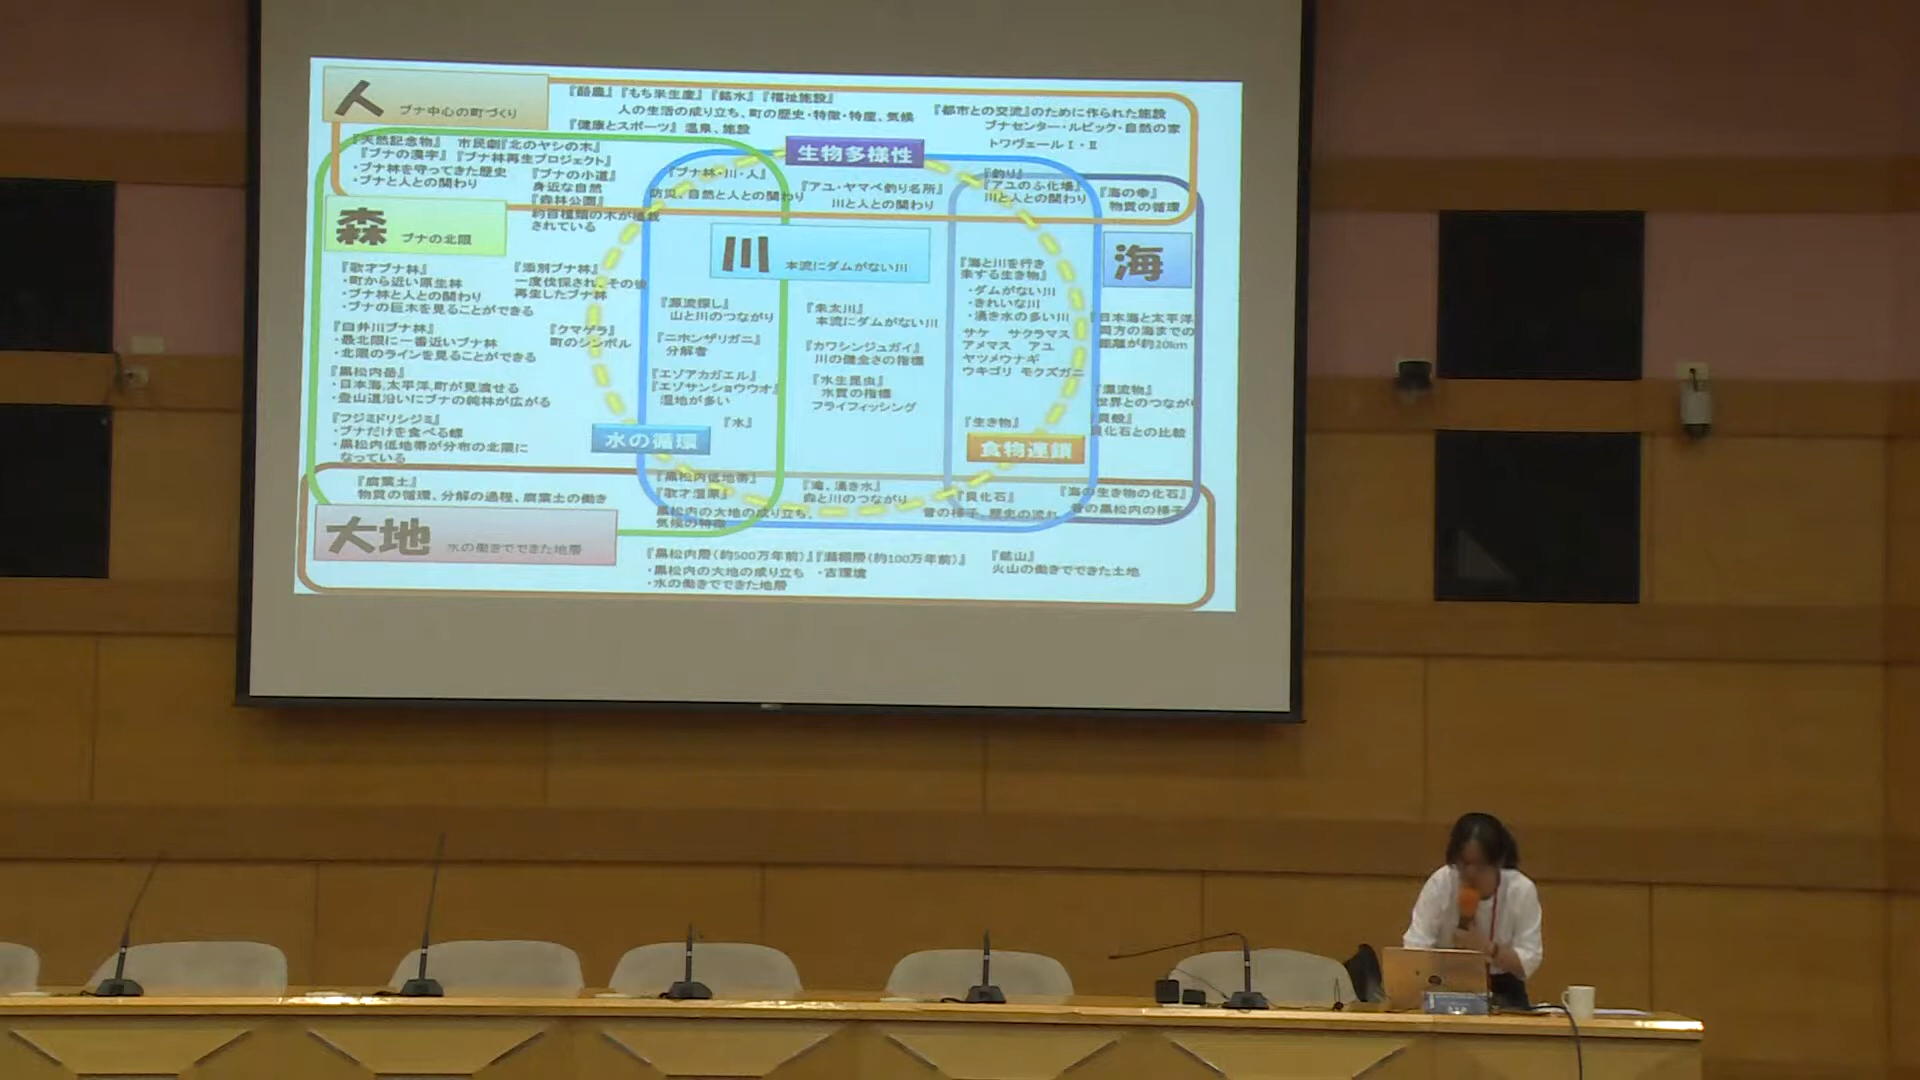 人 ブナ中心の町づくり
『酪農』『もち米生産』『銘水』『福祉施設』
人の生活の成り立ち、町の歴史・特徴・特産、気候
『健康とスポーツ』 温泉、施設
『都市との交流』のために作られた施設
ブナセンター・ルピック・自然の家
トワヴェールⅠ・Ⅱ
『天然記念物』 市民劇『北のヤシの木』
『ブナの漢字』『ブナ林再生プロジェクト』
・ブナ林を守ってきた歴史
・ブナと人との関わり
『ブナの小道』
身近な自然
『森林公園』
約百種類の木が植栽
されている
生物多様性
『ブナ林・川・人』
防災、自然と人との関わり
『アユ・ヤマベ釣り名所』
川と人との関わり
『釣り』
『アユのふ化場』
川と人との関わり
『海の幸』
物質の循環
森 ブナの北限
川 本流にダムがない川
海
『歌才ブナ林』
・町から近い原生林
・ブナ林と人との関わり
・ブナの巨木を見ることができる
『添別ブナ林』
一度伐採され、その後
再生したブナ林
『白井川ブナ林』
・最北限に一番近いブナ林
・北限のラインを見ることができる
『クマゲラ』
町のシンボル
『黒松内岳』
・日本海,太平洋,町が見渡せる
・登山道沿いにブナの純林が広がる
『フジミドリシジミ』
・ブナだけを食べる蝶
・黒松内低地帯が分布の北限に
なっている
『源流探し』
山と川のつながり
『ニホンザリガニ』
分解者
『エゾアカガエル』
『エゾサンショウウオ』
湿地が多い
『水』
『朱太川』
本流にダムがない川
『カワシンジュガイ』
川の健全さの指標
『水生昆虫』
水質の指標
フライフィッシング
『海と川を行き
来する生き物』
・ダムがない川
・きれいな川
・湧き水の多い川
サケ サクラマス
アメマス アユ
ヤツメウナギ
ウキゴリ モクズガニ
『生き物』
日本海と太平洋
両方の海までの
距離が約20km
『漂流物』
世界とのつながり
『貝殻』
貝化石との比較
水の循環
食物連鎖
『腐葉土』
物質の循環、分解の過程、腐葉土の働き
『黒松内低地帯』
『歌才湿原』
黒松内の大地の成り立ち、
気候の特徴
『滝、湧き水』
森と川のつながり
『貝化石』
昔の様子、歴史の流れ
『海の生き物の化石』
昔の黒松内の様子
大地 水の働きでできた地層
『黒松内層(約500万年前)』『瀬棚層(約100万年前)』
・黒松内の大地の成り立ち ・古環境
・水の働きでできた地層
『鉱山』
火山の働きでできた土地